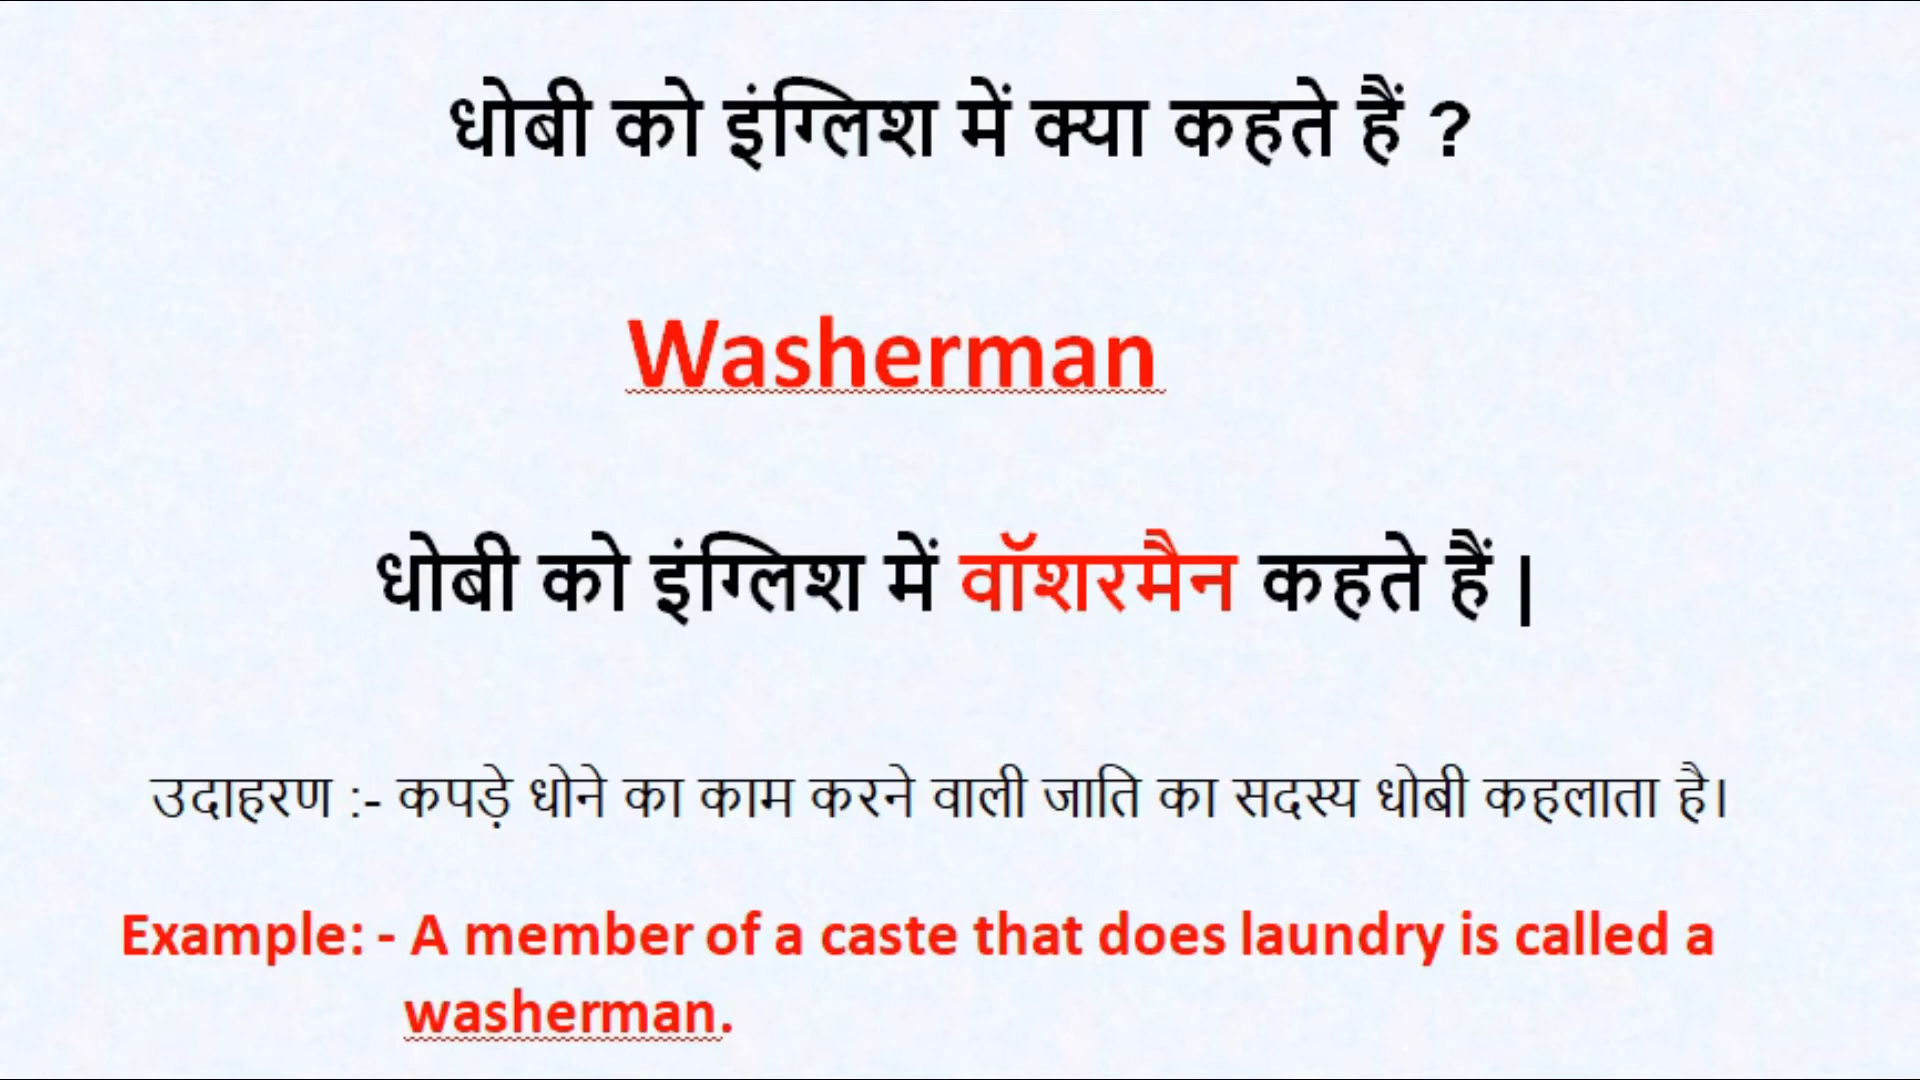 धोबी को इंग्लिश में क्या कहते हैं ?
Washerman
धोबी को इंग्लिश में वॉशरमैन कहते हैं |
उदाहरण :- कपड़े धोने का काम करने वाली जाति का सदस्य धोबी कहलाता है।
Example: - A member of a caste that does laundry is called a
washerman.